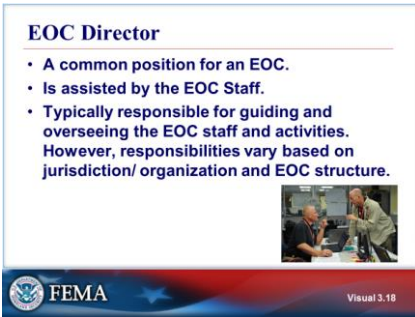 EOC Director
• A common position for an EOC.
• Is assisted by the EOC Staff.
• Typically responsible for guiding and
overseeing the EOC staff and activities.
However, responsibilities vary based on
jurisdiction/ organization and EOC structure.
FEMA
Visual 3.18